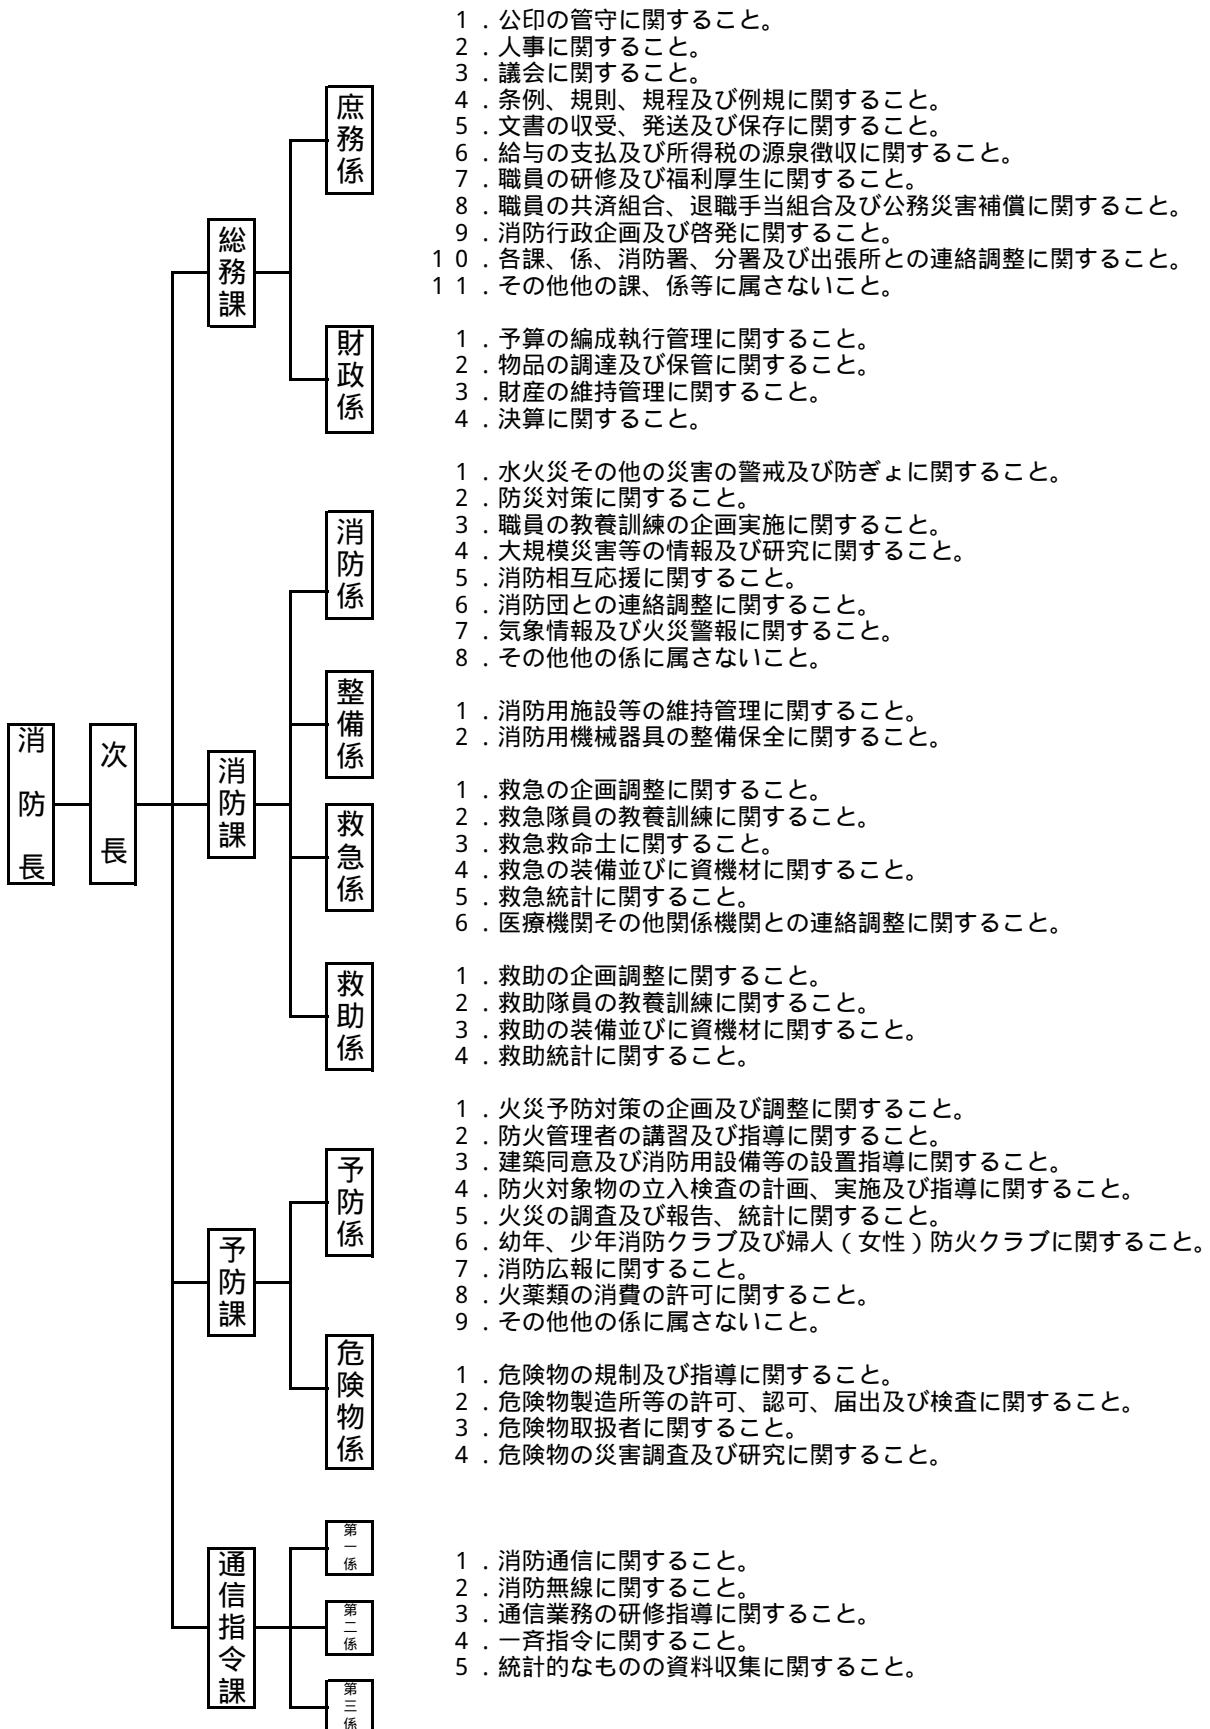 消防長
次長
総務課
庶務係
1．公印の管守に関すること。
2．人事に関すること。
3．議会に関すること。
4．条例、規則、規程及び例規に関すること。
5．文書の収受、発送及び保存に関すること。
6．給与の支払及び所得税の源泉徴収に関すること。
7．職員の研修及び福利厚生に関すること。
8．職員の共済組合、退職手当組合及び公務災害補償に関すること。
9．消防行政企画及び啓発に関すること。
10．各課、係、消防署、分署及び出張所との連絡調整に関すること。
11．その他他の課、係等に属さないこと。
財政係
1．予算の編成執行管理に関すること。
2．物品の調達及び保管に関すること。
3．財産の維持管理に関すること。
4．決算に関すること。
消防課
消防係
1．水火災その他の災害の警戒及び防ぎょに関すること。
2．防災対策に関すること。
3．職員の教養訓練の企画実施に関すること。
4．大規模災害等の情報及び研究に関すること。
5．消防相互応援に関すること。
6．消防団との連絡調整に関すること。
7．気象情報及び火災警報に関すること。
8．その他他の係に属さないこと。
整備係
1．消防用施設等の維持管理に関すること。
2．消防用機械器具の整備保全に関すること。
救急係
1．救急の企画調整に関すること。
2．救急隊員の教養訓練に関すること。
3．救急救命士に関すること。
4．救急の装備並びに資機材に関すること。
5．救急統計に関すること。
6．医療機関その他関係機関との連絡調整に関すること。
救助係
1．救助の企画調整に関すること。
2．救助隊員の教養訓練に関すること。
3．救助の装備並びに資機材に関すること。
4．救助統計に関すること。
予防課
予防係
1．火災予防対策の企画及び調整に関すること。
2．防火管理者の講習及び指導に関すること。
3．建築同意及び消防用設備等の設置指導に関すること。
4．防火対象物の立入検査の計画、実施及び指導に関すること。
5．火災の調査及び報告、統計に関すること。
6．幼年、少年消防クラブ及び婦人（女性）防火クラブに関すること。
7．消防広報に関すること。
8．火薬類の消費の許可に関すること。
9．その他他の係に属さないこと。
危険物係
1．危険物の規制及び指導に関すること。
2．危険物製造所等の許可、認可、届出及び検査に関すること。
3．危険物取扱者に関すること。
4．危険物の災害調査及び研究に関すること。
通信指令課
第一係
第二係
第三係
1．消防通信に関すること。
2．消防無線に関すること。
3．通信業務の研修指導に関すること。
4．一斉指令に関すること。
5．統計的なものの資料収集に関すること。